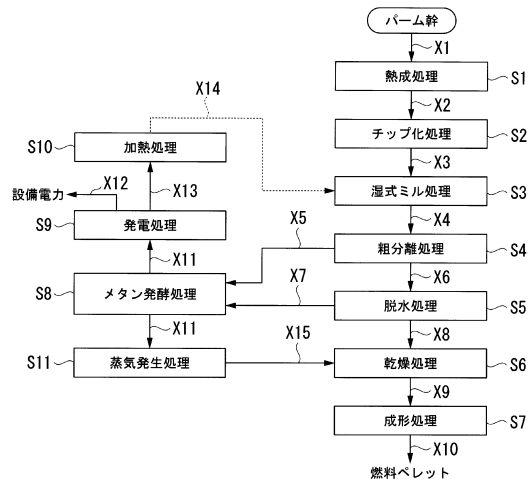 パーム幹
X1
熱成処理
S1
X2
チップ化処理
S2
X3
湿式ミル処理
S3
X4
粗分離処理
S4
X5
X6
脱水処理
S5
X7
X8
乾燥処理
S6
X9
成形処理
S7
X10
燃料ペレット
X14
S10
加熱処理
設備電力
X12
X13
S9
発電処理
X11
S8
メタン発酵処理
X11
S11
蒸気発生処理
X15